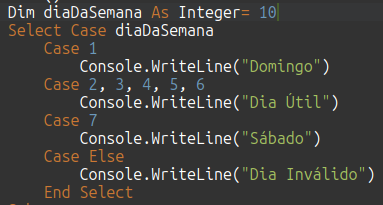 Dim díaDaSemana As Integer= 10
Select Case diaDaSemana
Case 1
Console.WriteLine("Domingo")
Case 2, 3, 4, 5, 6
Console.WriteLine("Dia Útil")
Case 7
Console.WriteLine("Sábado")
Case Else
Console.WriteLine("Dia Inválido")
End Select